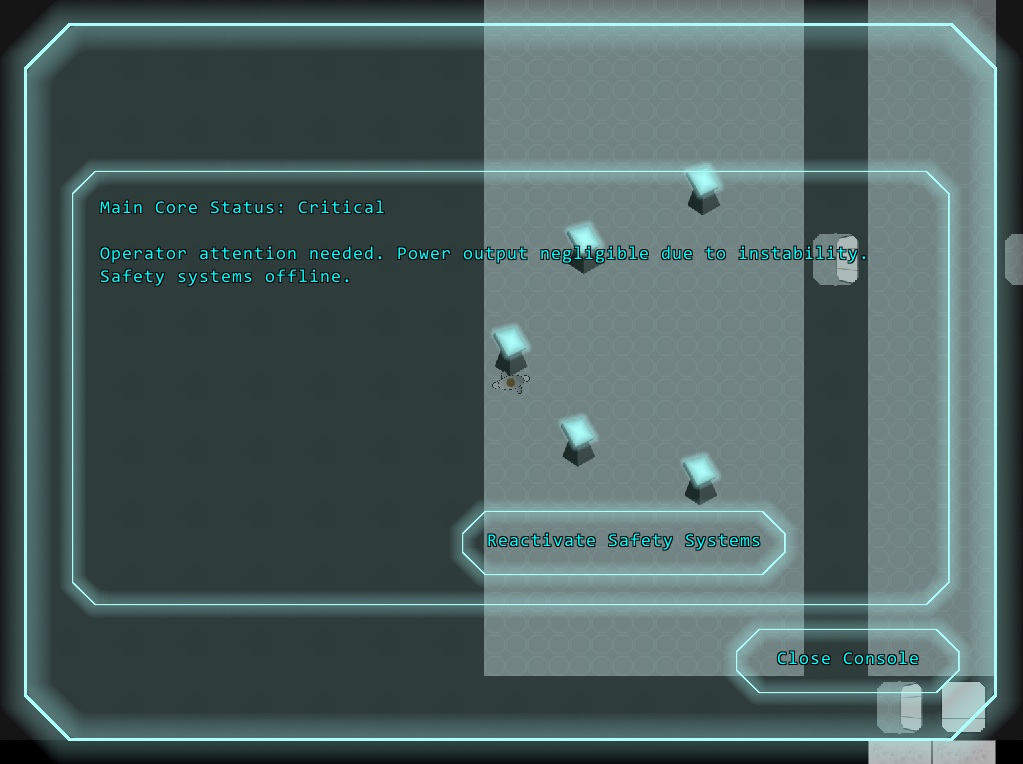 Main Core Status: Critical
Operator attention needed. Power output negligible due to instability.
Safety systems offline.
Reactivate Safety Systems
Close Console